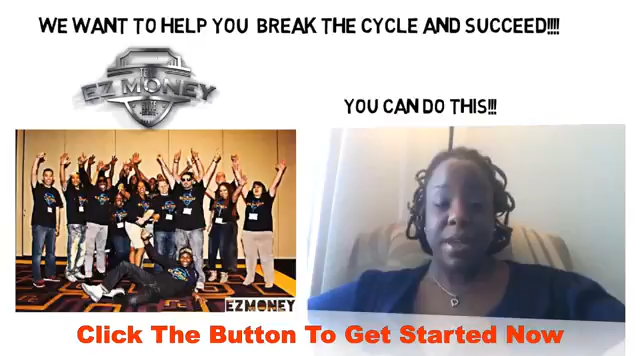 WE WANT TO HELP YOU BREAK THE CYCLE AND SUCCEED!!!!
EZ MONEY
YOU CAN DO THIS!!!
EZMONEY
Click The Button To Get Started Now